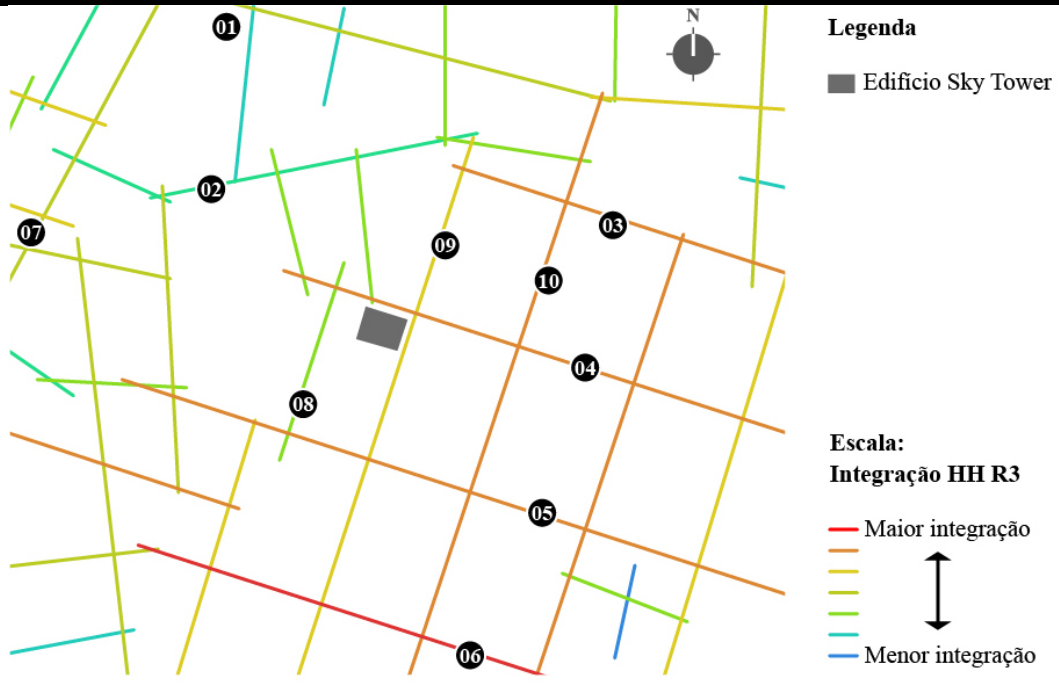 01
N
Legenda
Edifício Sky Tower
02
03
07
09
10
04
08
Escala:
Integração HH R3
05
Maior integração
06
Menor integração